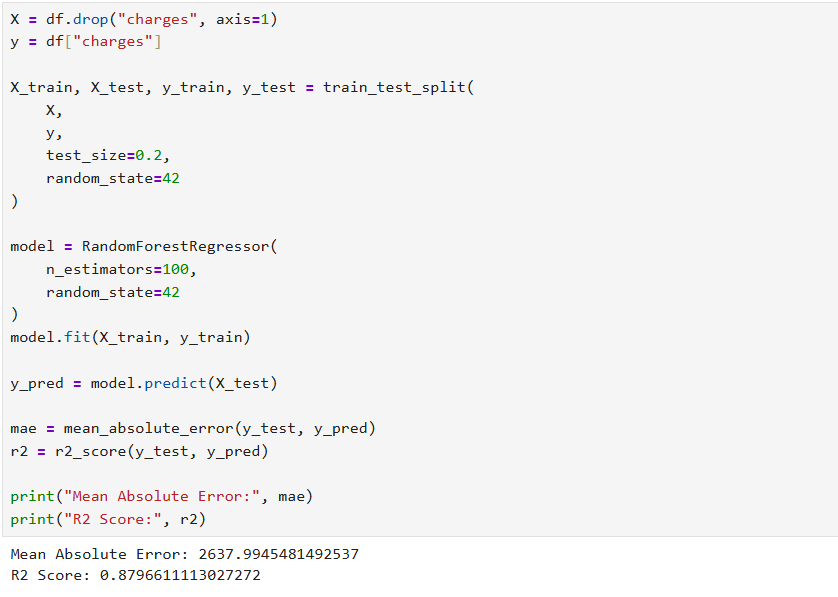 X = df.drop("charges", axis=1)
y = df["charges"]
X_train, X_test, y_train, y_test = train_test_split(
    X,
    y,
    test_size=0.2,
    random_state=42
)
model = RandomForestRegressor(
    n_estimators=100,
    random_state=42
)
model.fit(X_train, y_train)
y_pred = model.predict(X_test)
mae = mean_absolute_error(y_test, y_pred)
r2 = r2_score(y_test, y_pred)
print("Mean Absolute Error:", mae)
print("R2 Score:", r2)
Mean Absolute Error: 2637.9945481492537
R2 Score: 0.8796611113027272